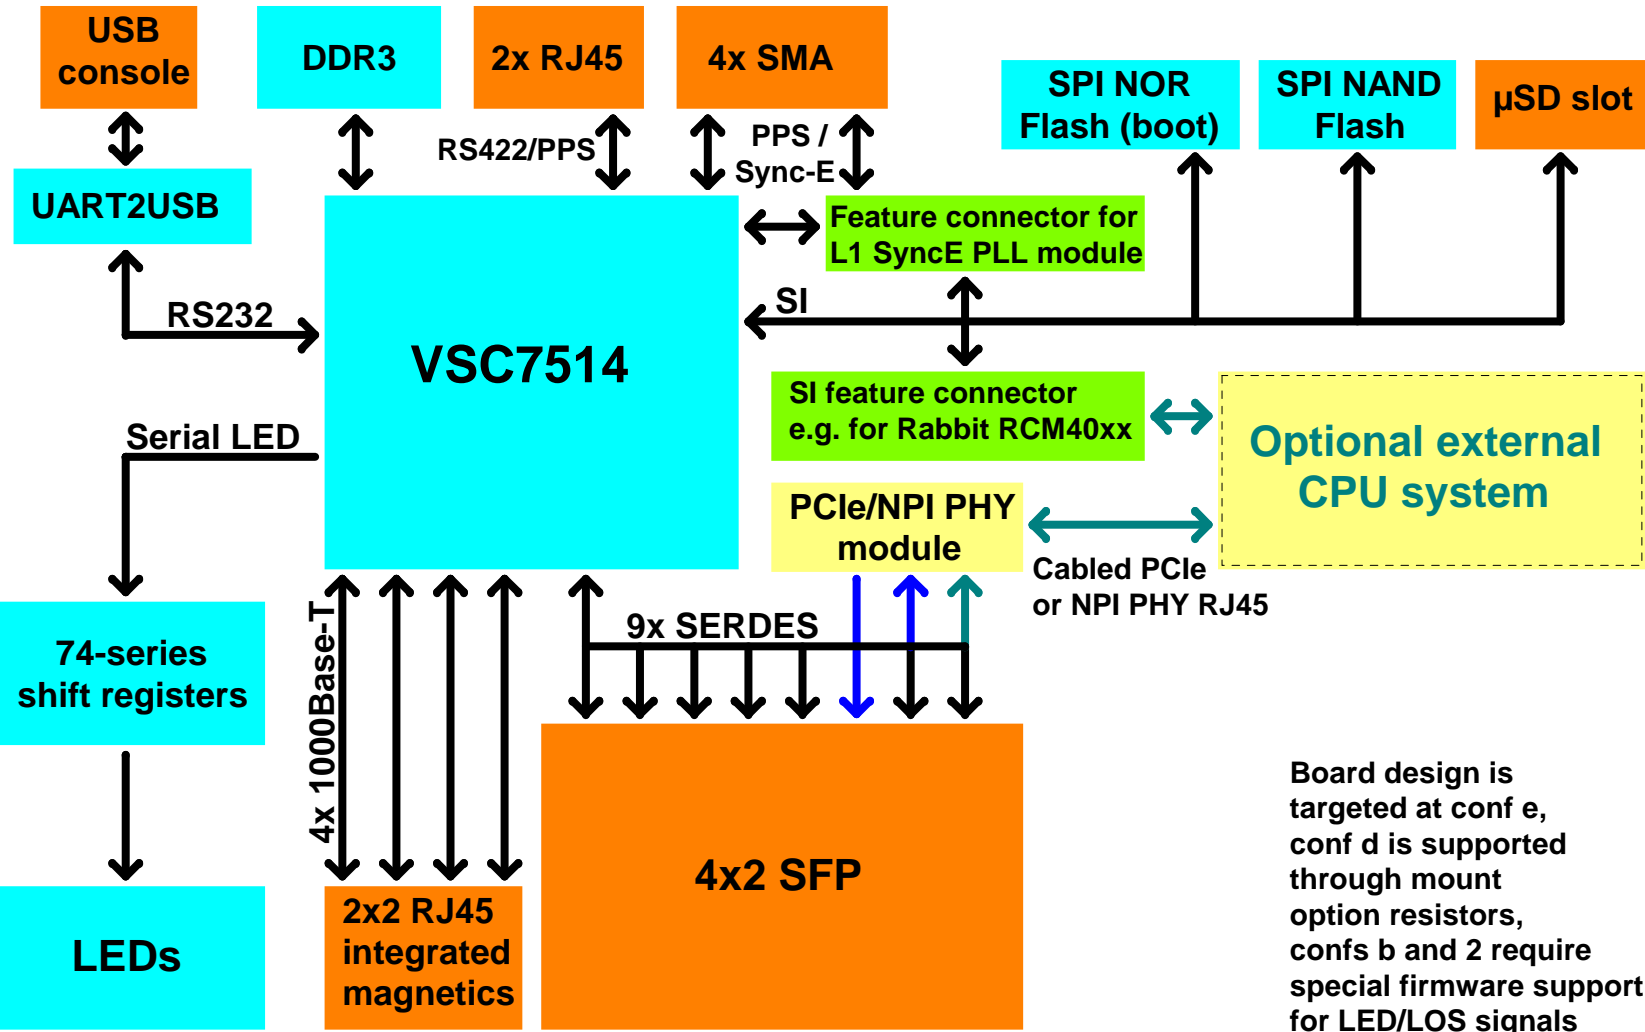 USB
console
DDR3
2x RJ45
4x SMA
SPI NOR
Flash (boot)
SPI NAND
Flash
µSD slot
RS422/PPS
PPS /
Sync-E
UART2USB
Feature connector for
L1 SyncE PLL module
RS232
SI
VSC7514
SI feature connector
e.g. for Rabbit RCM40xx
Optional external
CPU system
Serial LED
PCIe/NPI PHY
module
Cabled PCIe
or NPI PHY RJ45
9x SERDES
4x 1000Base-T
74-series
shift registers
4x2 SFP
2x2 RJ45
integrated
magnetics
LEDs
Board design is
targeted at conf e,
conf d is supported
through mount
option resistors,
confs b and 2 require
special firmware support
for LED/LOS signals